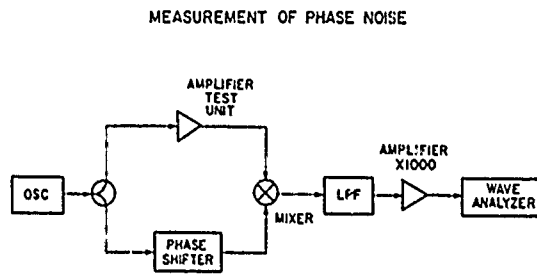 MEASUREMENT OF PHASE NOISE
AMPLIFIER
TEST
UNIT
AMPLIFIER
X1000
OSC
MIXER
LPF
WAVE
ANALYZER
PHASE
SHIFTER